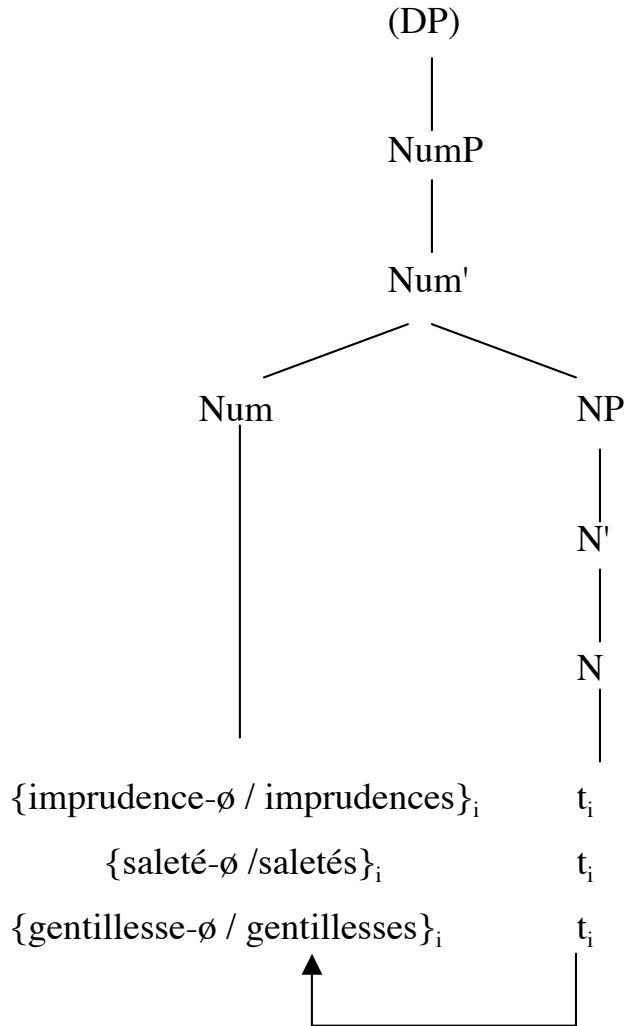 (DP)
NumP
Num'
Num NP
N'
N
{imprudence-ø / imprudences}i ti
{saleté-ø /saletés}i ti
{gentillesse-ø / gentillesses}i ti